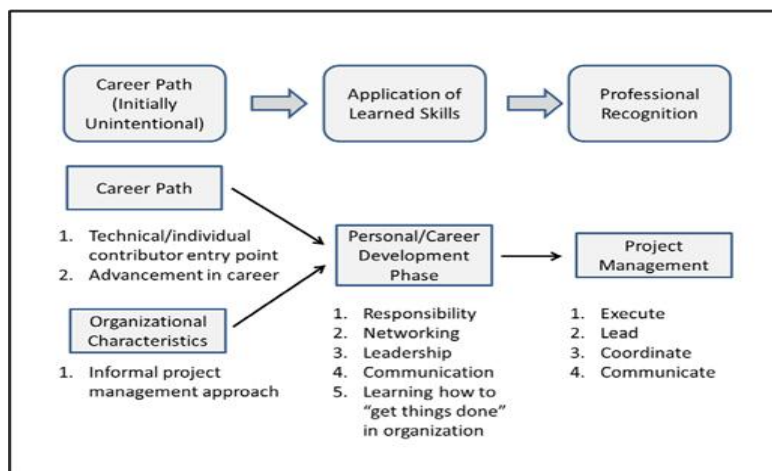 Career Path
(Initially
Unintentional)
Application of
Learned Skills
Professional
Recognition
Career Path
1. Technical/individual
contributor entry point
2. Advancement in career
Organizational
Characteristics
1. Informal project
management approach
Personal/Career
Development
Phase
1. Responsibility
2. Networking
3. Leadership
4. Communication
5. Learning how to
“get things done”
in organization
Project
Management
1. Execute
2. Lead
3. Coordinate
4. Communicate